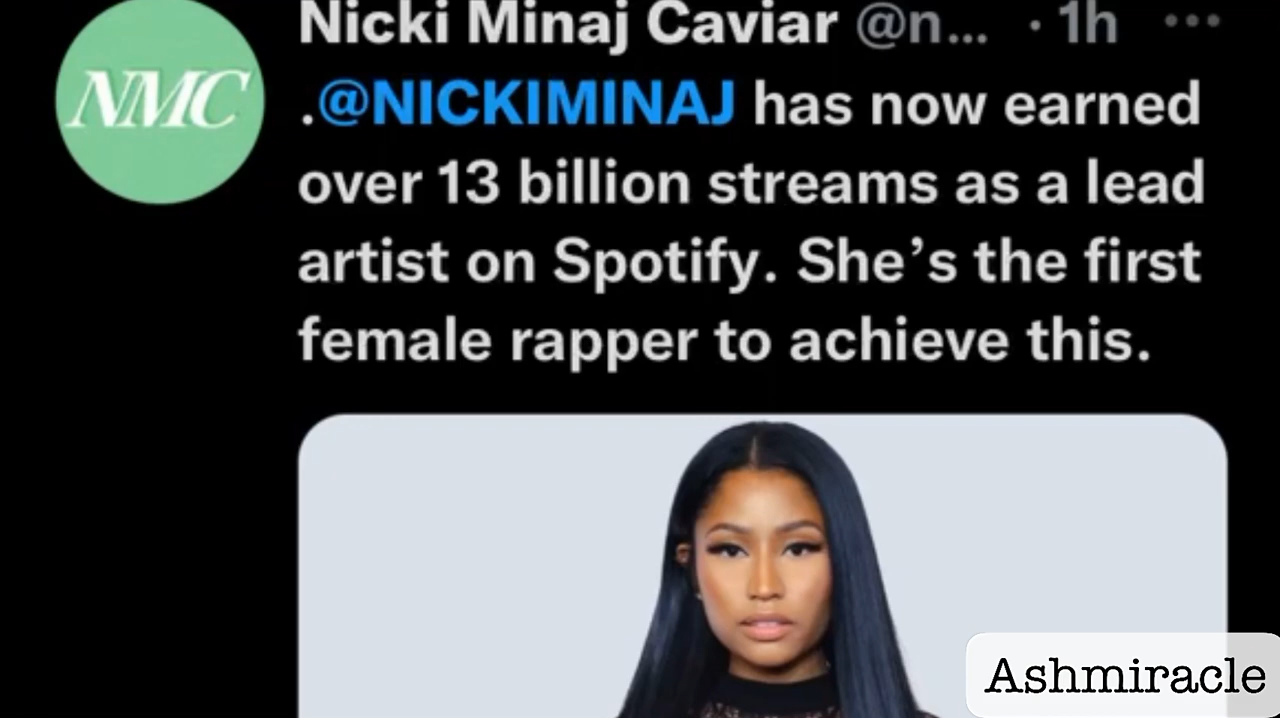 NMC
Nicki Minaj Caviar @n... · 1h ...
.@NICKIMINAJ has now earned
over 13 billion streams as a lead
artist on Spotify. She’s the first
female rapper to achieve this.
Ashmiracle